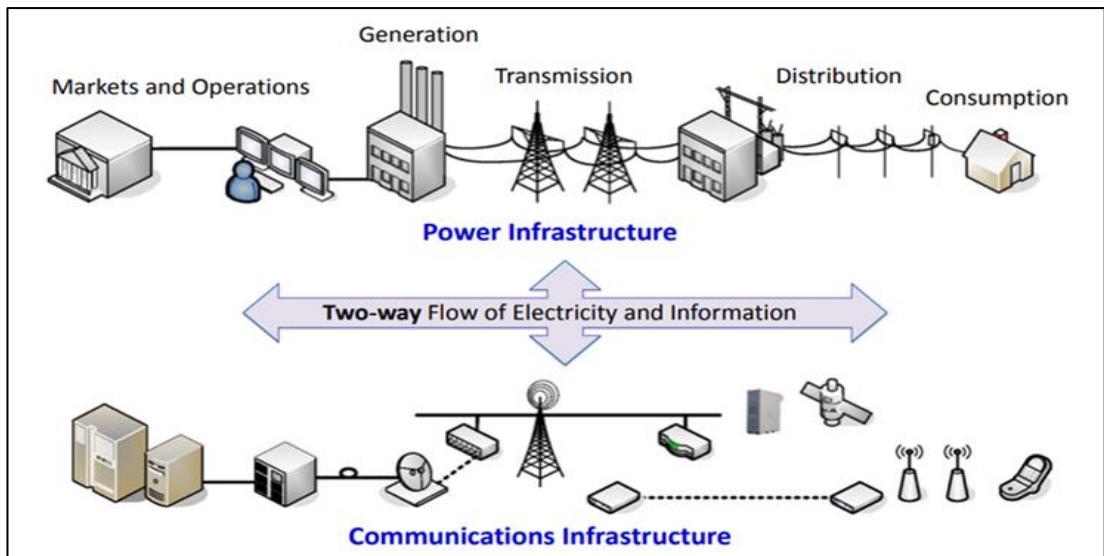 Generation
Markets and Operations
Transmission
Distribution
Consumption
Power Infrastructure
Two-way Flow of Electricity and Information
Communications Infrastructure